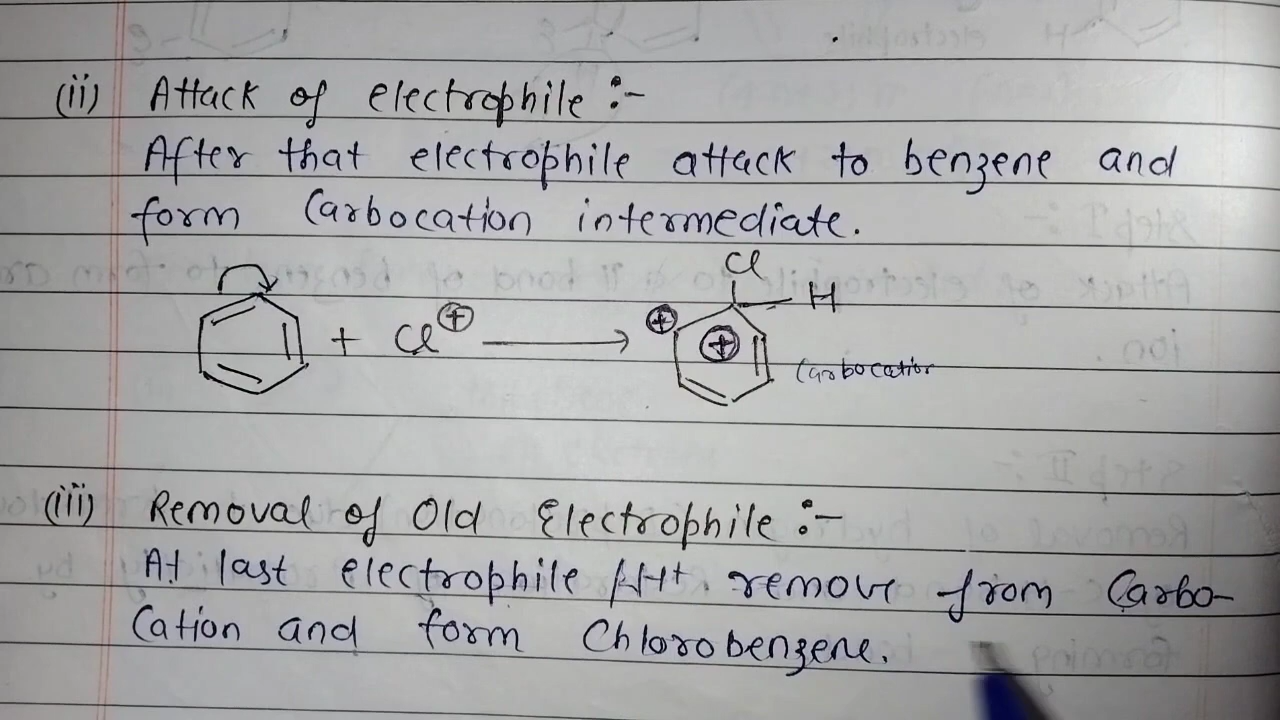 (ii) Attack of electrophile :-
After that electrophile attack to benzene and
form Carbocation intermediate.
Cl
H
+ Cl⊕ ⟶ ⊕ ⊕
Carbocation
(iii) Removal of Old Electrophile :-
At last electrophile H+ remove from Carbo-
Cation and form Chlorobenzene.